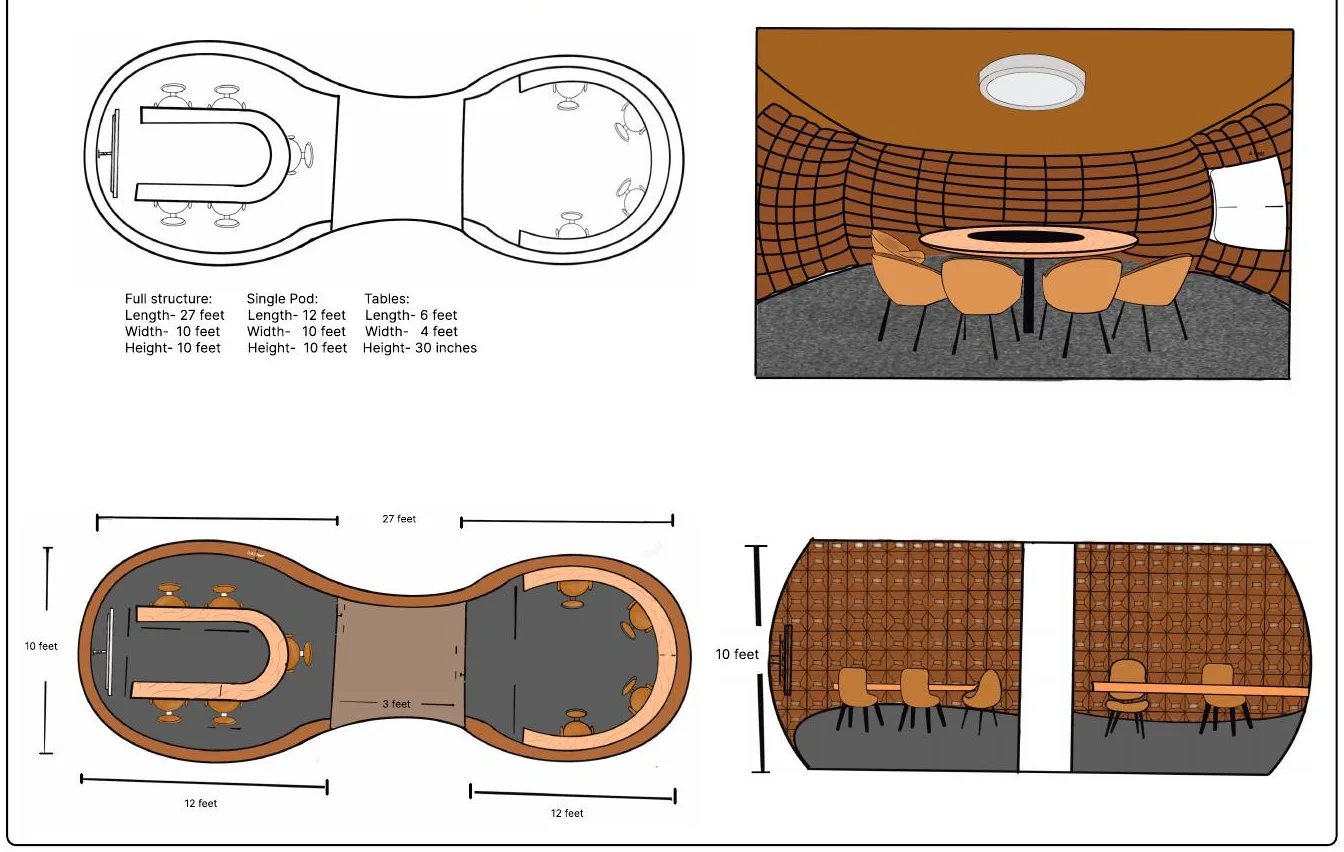 Full structure: Single Pod: Tables:
Length- 27 feet Length- 12 feet Length- 6 feet
Width- 10 feet Width- 10 feet Width- 4 feet
Height- 10 feet Height- 10 feet Height- 30 inches
27 feet
10 feet
3 feet
12 feet
12 feet
10 feet